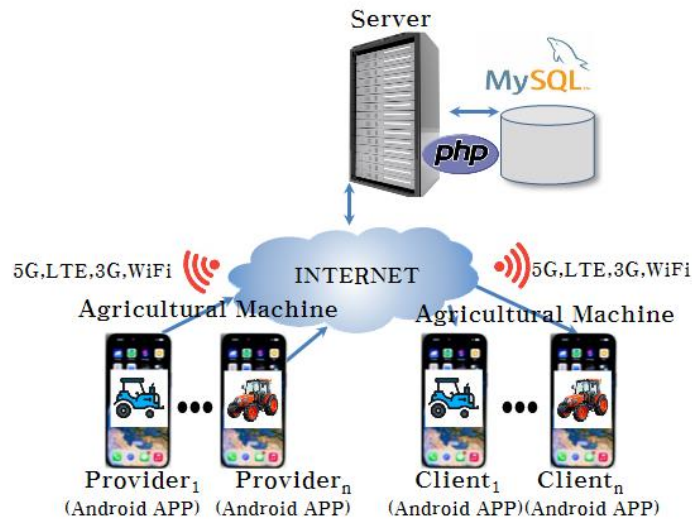 Server
MySQL
php
INTERNET
5G,LTE,3G,WiFi
5G,LTE,3G,WiFi
Agricultural Machine
Agricultural Machine
Provider₁
Providerₙ
Client₁
Clientₙ
(Android APP)
(Android APP)
(Android APP)
(Android APP)